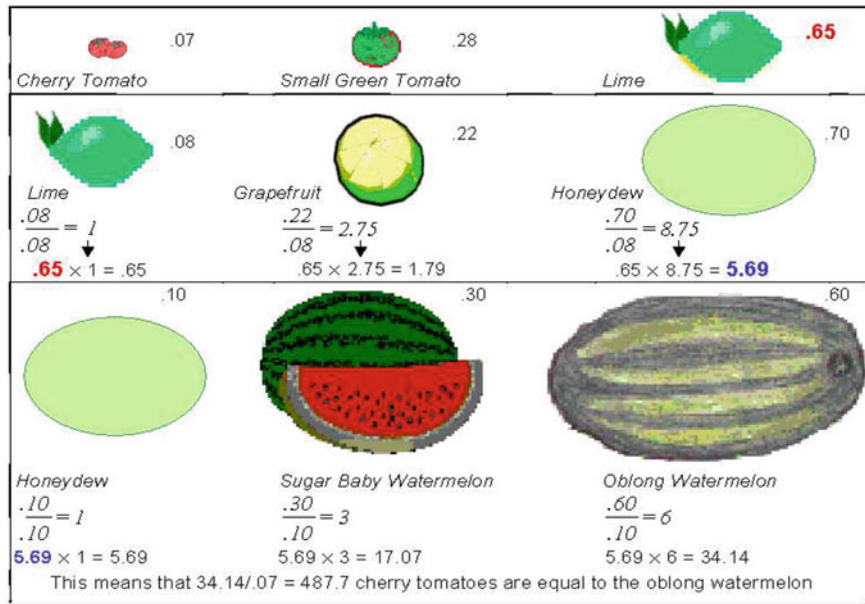 .07 .28 .65
Cherry Tomato Small Green Tomato Lime
.08 .22 .70
Lime Grapefruit Honeydew
.08/.08 = 1 .22/.08 = 2.75 .70/.08 = 8.75
.65 × 1 = .65 .65 × 2.75 = 1.79 .65 × 8.75 = 5.69
.10 .30 .60
Honeydew Sugar Baby Watermelon Oblong Watermelon
.10/.10 = 1 .30/.10 = 3 .60/.10 = 6
5.69 × 1 = 5.69 5.69 × 3 = 17.07 5.69 × 6 = 34.14
This means that 34.14/.07 = 487.7 cherry tomatoes are equal to the oblong watermelon